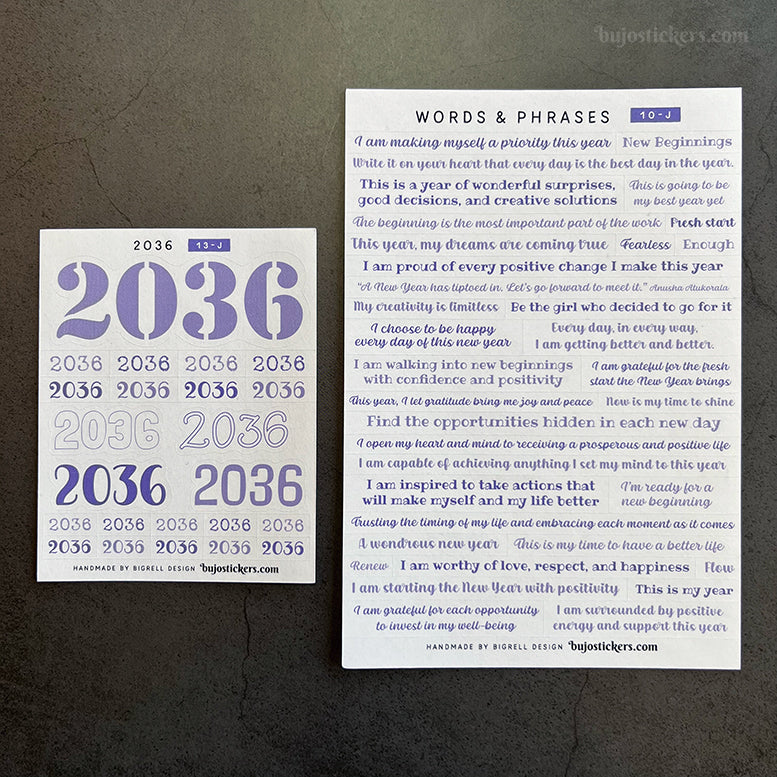 bujostickers.com
2036 13-J
2036
2036 2036 2036 2036
2036 2036 2036 2036
2036 2036
2036 2036
2036 2036 2036 2036 2036
2036 2036 2036 2036 2036
HANDMADE BY BIGRELL DESIGN bujostickers.com
WORDS & PHRASES 10-J
I am making myself a priority this year New Beginnings
Write it on your heart that every day is the best day in the year.
This is a year of wonderful surprises,
good decisions, and creative solutions
This is going to be
my best year yet
The beginning is the most important part of the work Fresh start
This year, my dreams are coming true Fearless Enough
I am proud of every positive change I make this year
“A New Year has tiptoed in. Let's go forward to meet it.” Anusha Atukorala
My creativity is limitless Be the girl who decided to go for it
I choose to be happy
every day of this new year
Every day, in every way,
I am getting better and better.
I am walking into new beginnings
with confidence and positivity
I am grateful for the fresh
start the New Year brings
This year, I let gratitude bring me joy and peace Now is my time to shine
Find the opportunities hidden in each new day
I open my heart and mind to receiving a prosperous and positive life
I am capable of achieving anything I set my mind to this year
I am inspired to take actions that
will make myself and my life better
I'm ready for a
new beginning
Trusting the timing of my life and embracing each moment as it comes
A wondrous new year This is my time to have a better life
Renew I am worthy of love, respect, and happiness Flow
I am starting the New Year with positivity This is my year
I am grateful for each opportunity
to invest in my well-being
I am surrounded by positive
energy and support this year
HANDMADE BY BIGRELL DESIGN bujostickers.com